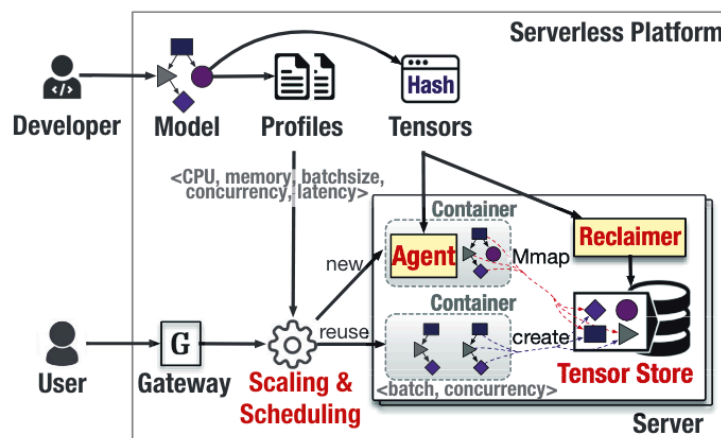 Serverless Platform
Hash
Developer
Model
Profiles
Tensors
<CPU, memory, batchsize,
concurrency, latency>
Container
Agent
Reclaimer
new
Mmap
Container
reuse
create
G
User
Gateway
Scaling &
Scheduling
<batch, concurrency>
Tensor Store
Server